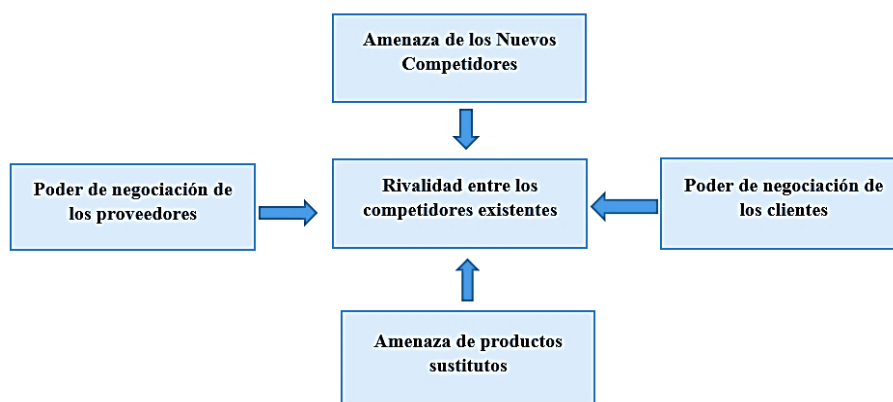 Amenaza de los Nuevos
Competidores
Poder de negociación de
los proveedores
Rivalidad entre los
competidores existentes
Poder de negociación de
los clientes
Amenaza de productos
sustitutos